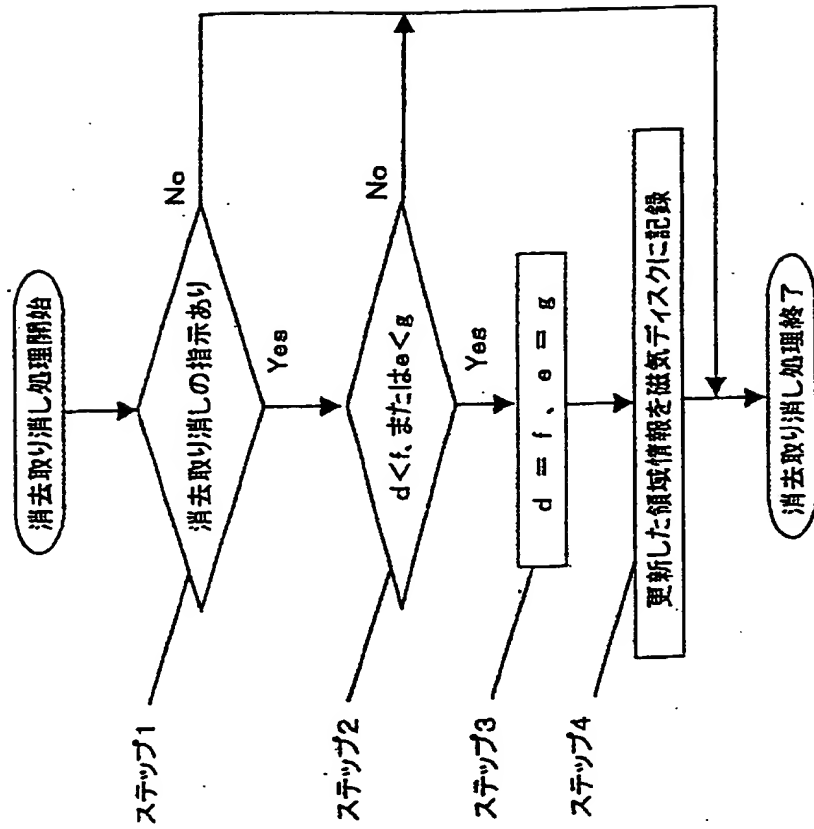 消去取り消し処理開始
ステップ1
消去取り消しの指示あり
No
Yes
ステップ2
d<f、またはe<g
No
Yes
ステップ3
d = f 、 e = g
ステップ4
更新した領域情報を磁気ディスクに記録
消去取り消し処理終了